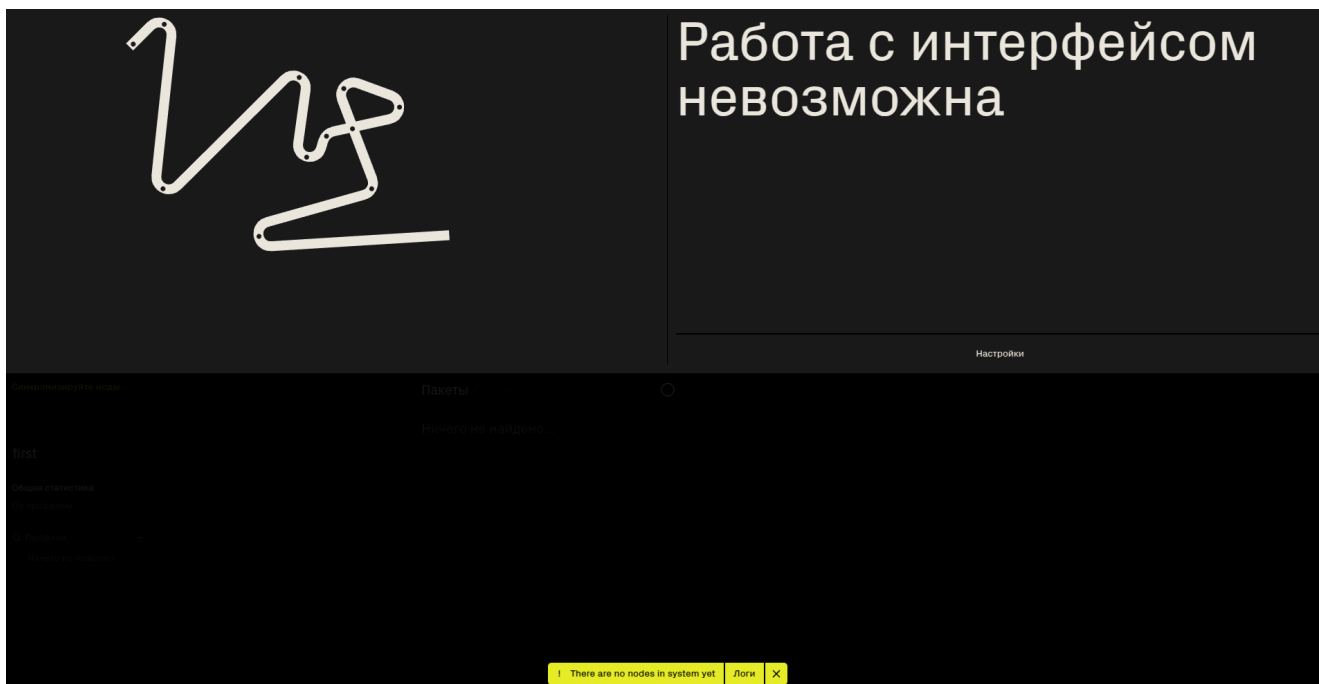 Работа с интерфейсом
невозможна
Настройки
Синхронизируйте ноды
Пакеты
Ничего не найдено...
first
Общая статистика
! There are no nodes in system yet
Логи